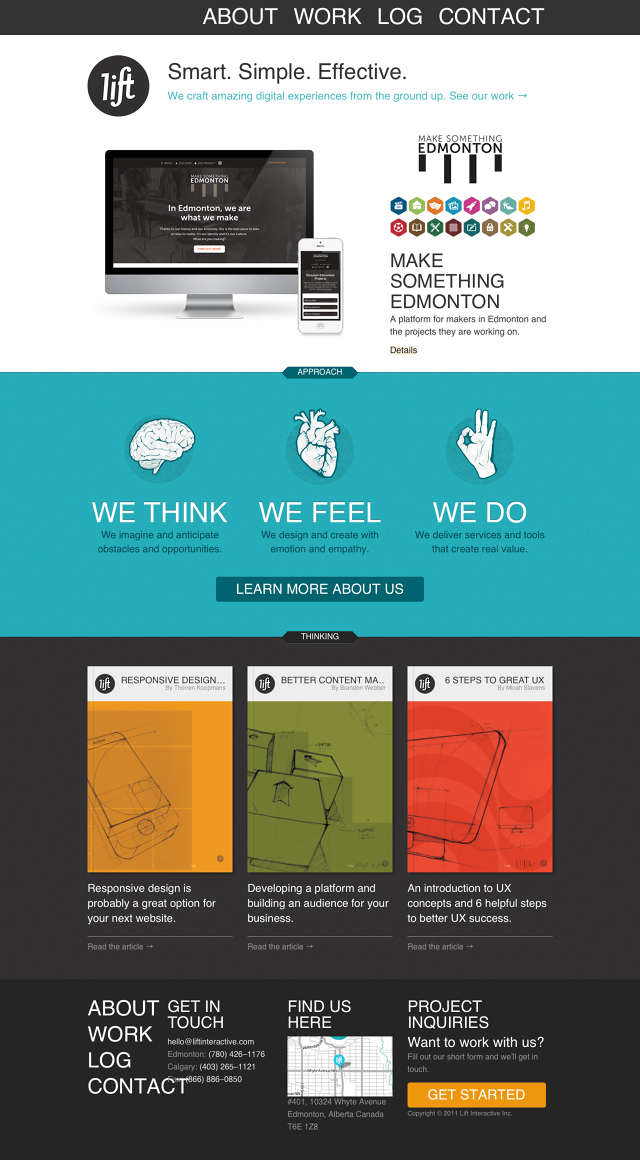 ABOUT WORK LOG CONTACT
lift
Smart. Simple. Effective.
We craft amazing digital experiences from the ground up. See our work →
MAKE SOMETHING
EDMONTON
MAKE SOMETHING
EDMONTON
In Edmonton, we are
what we make
MAKE
SOMETHING
EDMONTON
A platform for makers in Edmonton and
the projects they are working on.
Details
APPROACH
WE THINK
We imagine and anticipate
obstacles and opportunities.
WE FEEL
We design and create with
emotion and empathy.
WE DO
We deliver services and tools
that create real value.
LEARN MORE ABOUT US
THINKING
lift
RESPONSIVE DESIGN...
By Thorren Koopmans
Responsive design is
probably a great option for
your next website.
Read the article →
lift
BETTER CONTENT MA..
By Brandon Webber
Developing a platform and
building an audience for your
business.
Read the article →
lift
6 STEPS TO GREAT UX
By Micah Slavens
An introduction to UX
concepts and 6 helpful steps
to better UX success.
Read the article →
ABOUT
WORK
LOG
CONTACT
GET IN
TOUCH
hello@liftinteractive.com
Edmonton: (780) 426–1176
Calgary: (403) 265–1121
(866) 886–0850
FIND US
HERE
#401, 10324 Whyte Avenue
Edmonton, Alberta Canada
T6E 1Z8
PROJECT
INQUIRIES
Want to work with us?
Fill out our short form and we'll get in
touch.
GET STARTED
Copyright © 2011 Lift Interactive Inc.